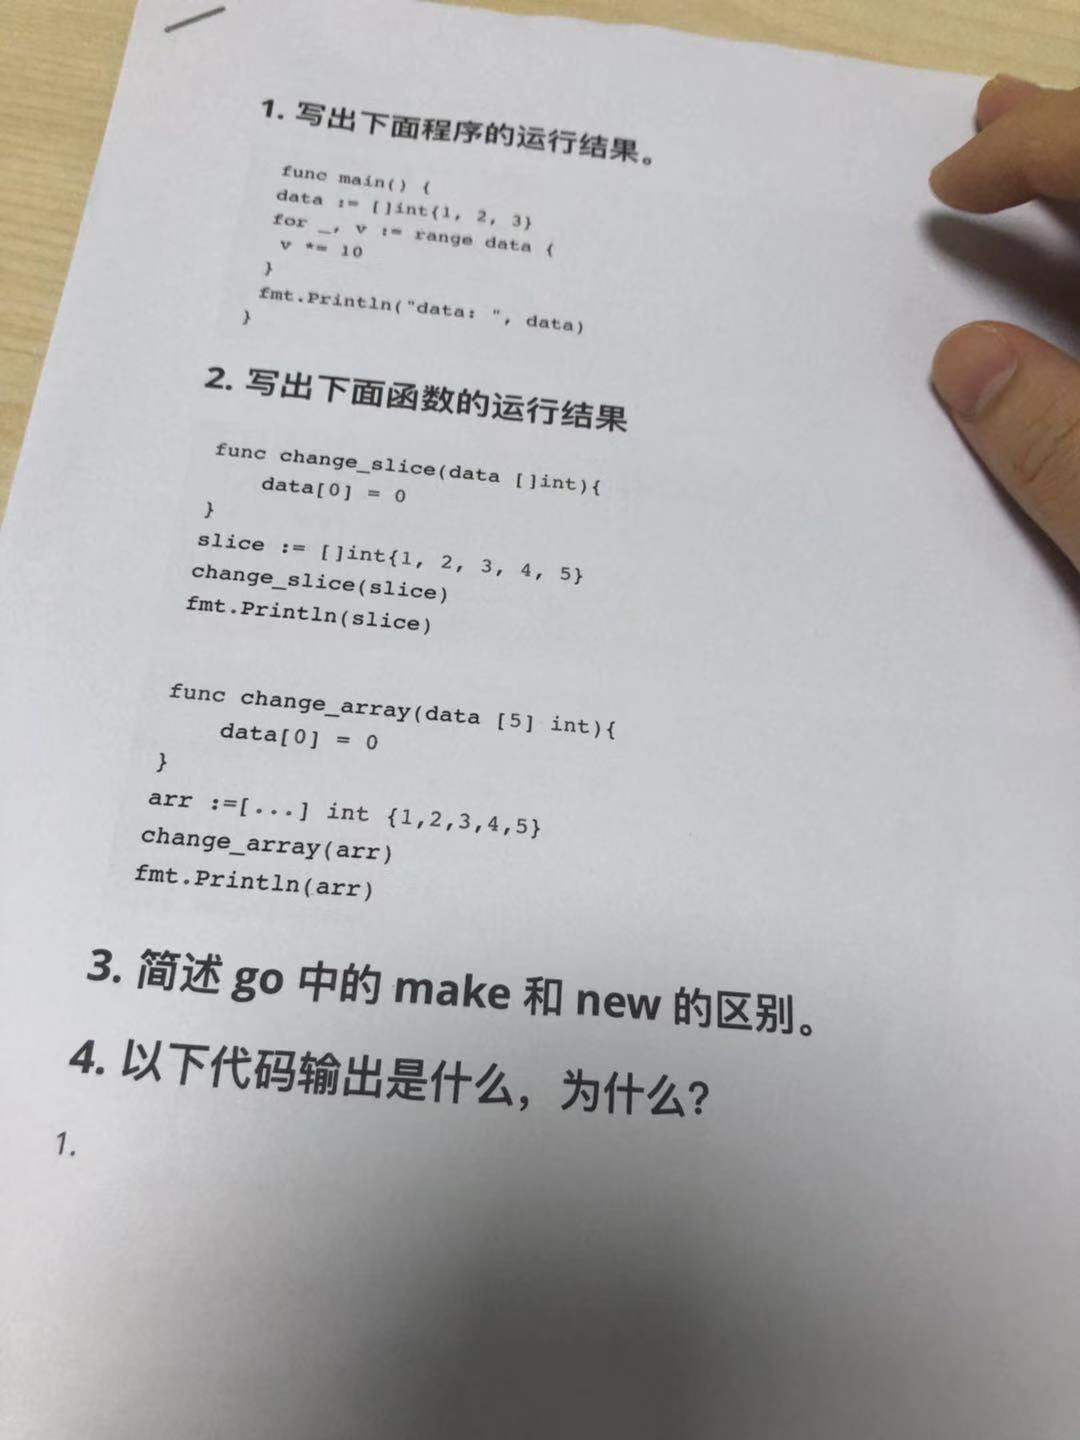 1. 写出下面程序的运行结果。
func main() {
data := []int{1, 2, 3}
for _, v := range data {
v *= 10
}
fmt.Println("data: ", data)
}
2. 写出下面函数的运行结果
func change_slice(data []int){
data[0] = 0
}
slice := []int{1, 2, 3, 4, 5}
change_slice(slice)
fmt.Println(slice)
func change_array(data [5] int){
data[0] = 0
}
arr :=[...] int {1,2,3,4,5}
change_array(arr)
fmt.Println(arr)
3. 简述 go 中的 make 和 new 的区别。
4. 以下代码输出是什么，为什么？
1.